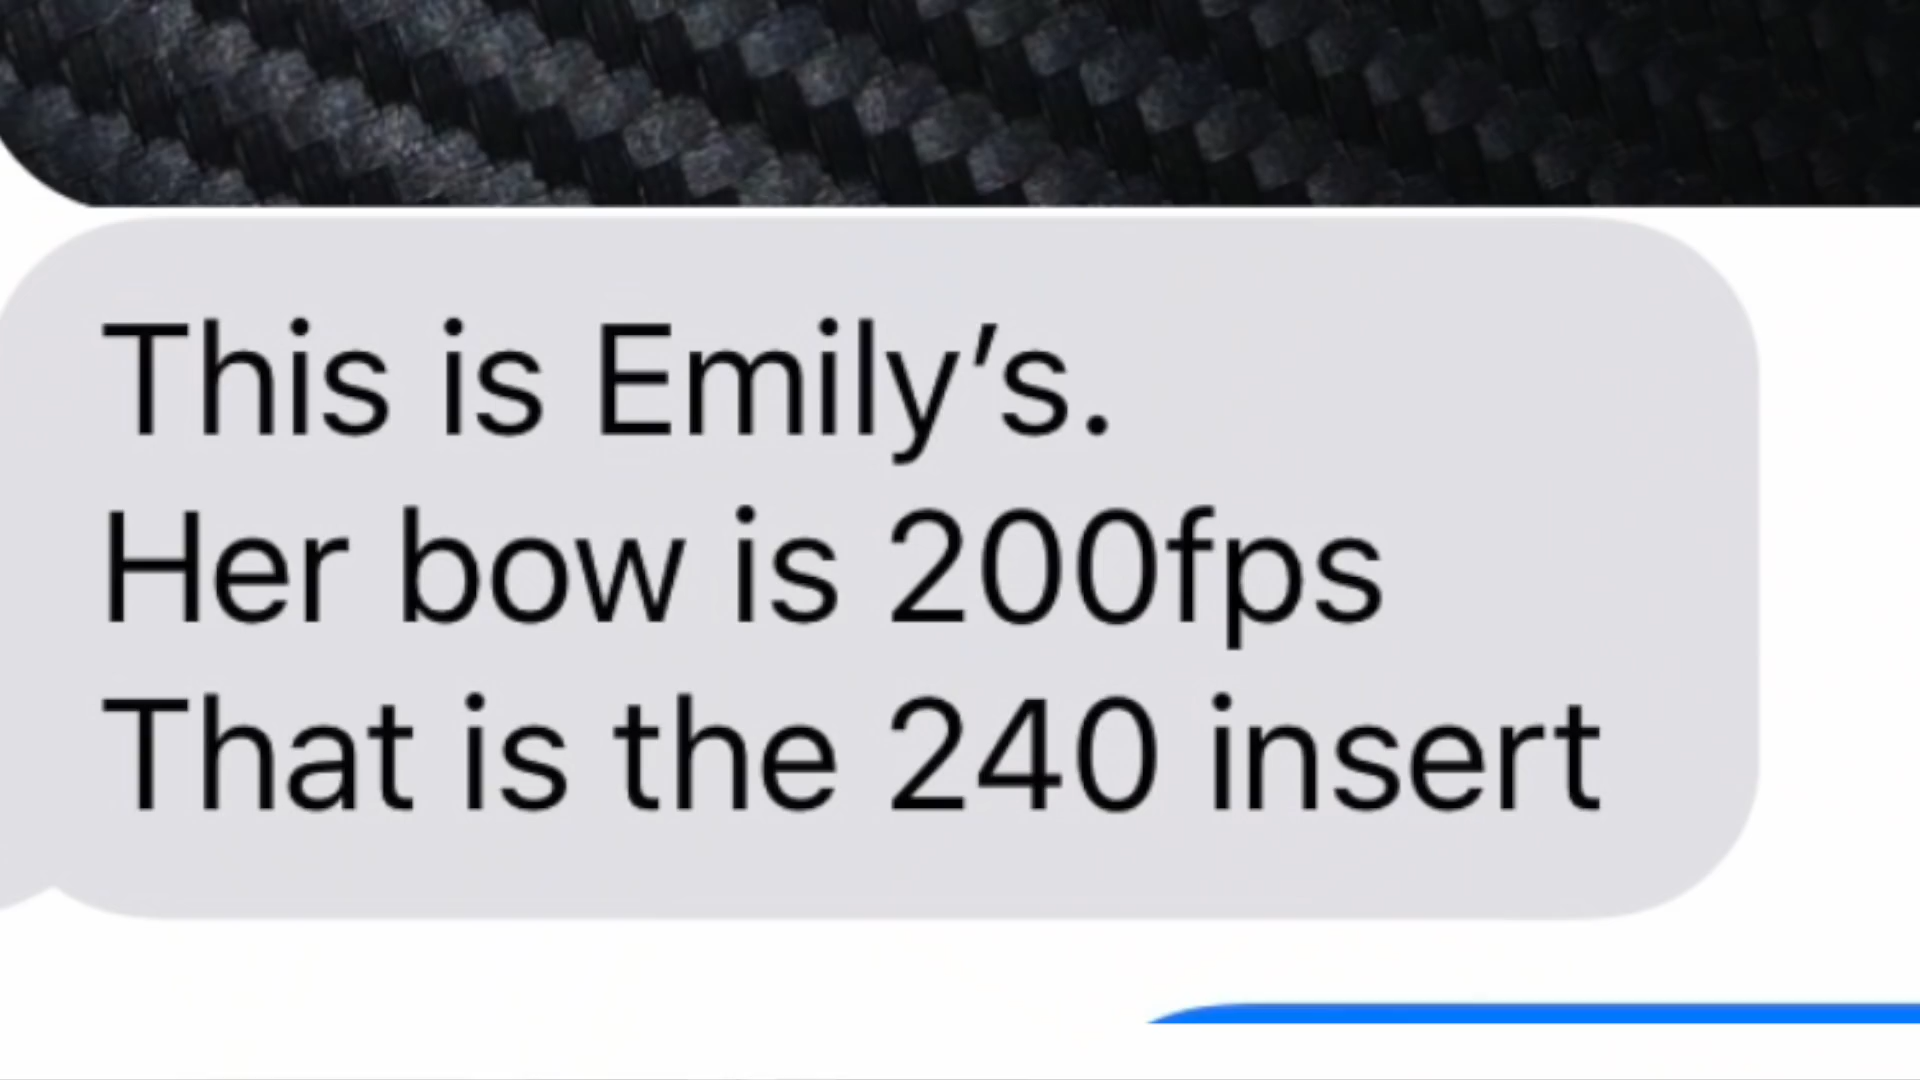 This is Emily’s.
Her bow is 200fps
That is the 240 insert